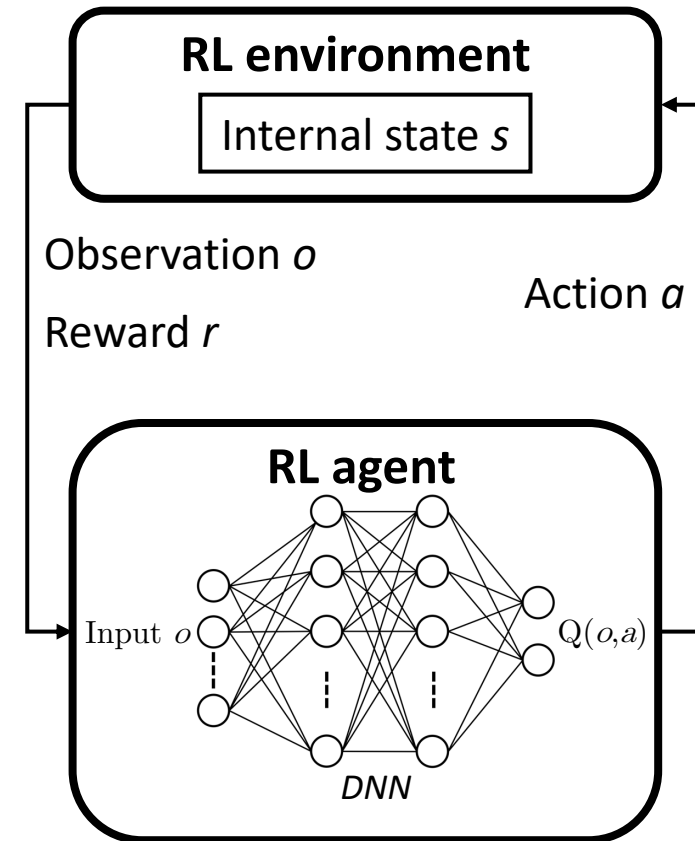 RL environment
Internal state s
Observation o
Action a
Reward r
RL agent
Input o
Q(o,a)
DNN